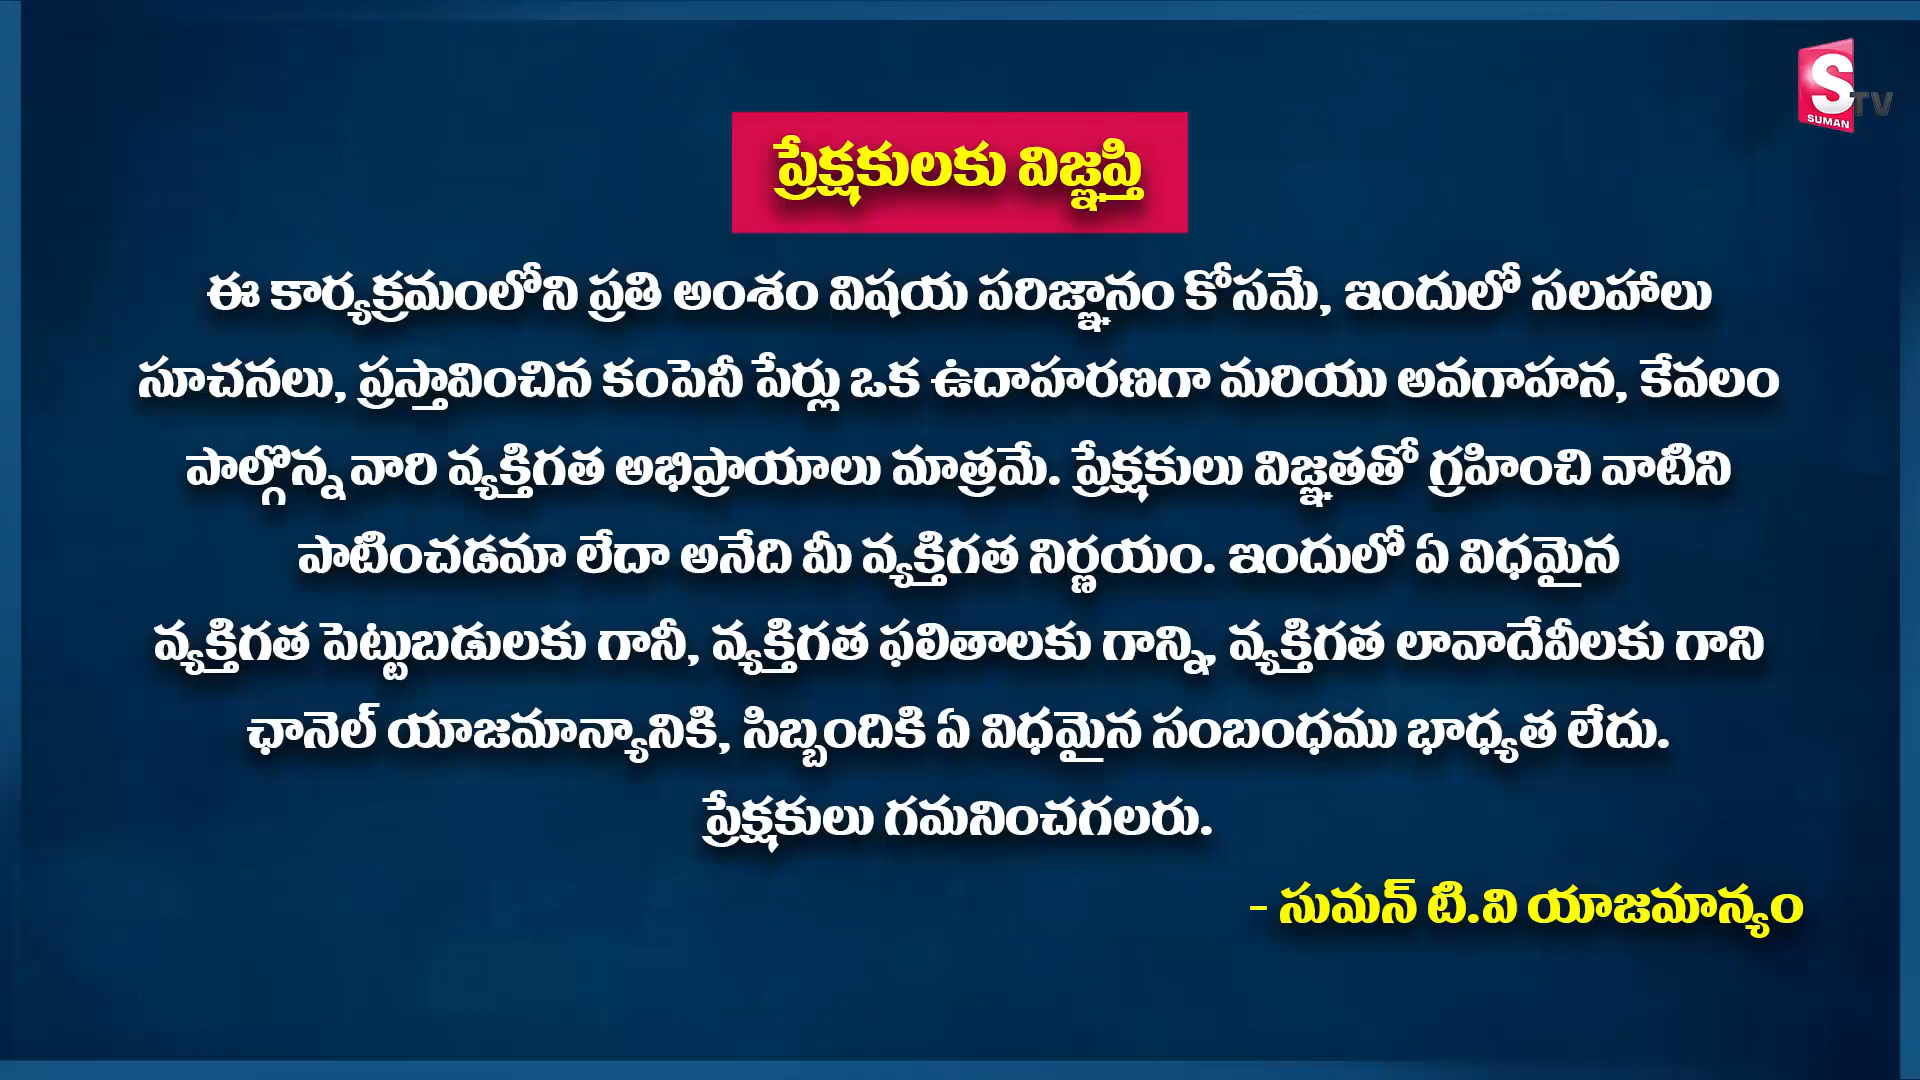 S
SUMAN
TV
ప్రేక్షకులకు విజ్ఞప్తి
ఈ కార్యక్రమంలోని ప్రతి అంశం విషయ పరిజ్ఞానం కోసమే, ఇందులో సలహాలు
సూచనలు, ప్రస్తావించిన కంపెనీ పేర్లు ఒక ఉదాహరణగా మరియు అవగాహన, కేవలం
పాల్గొన్న వారి వ్యక్తిగత అభిప్రాయాలు మాత్రమే. ప్రేక్షకులు విజ్ఞతతో గ్రహించి వాటిని
పాటించడమా లేదా అనేది మీ వ్యక్తిగత నిర్ణయం. ఇందులో ఏ విధమైన
వ్యక్తిగత పెట్టుబడులకు గానీ, వ్యక్తిగత ఫలితాలకు గాన్ని, వ్యక్తిగత లావాదేవీలకు గాని
ఛానెల్ యాజమాన్యానికి, సిబ్బందికి ఏ విధమైన సంబంధము భాధ్యత లేదు.
ప్రేక్షకులు గమనించగలరు.
- సుమన్ టి.వి యాజమాన్యం